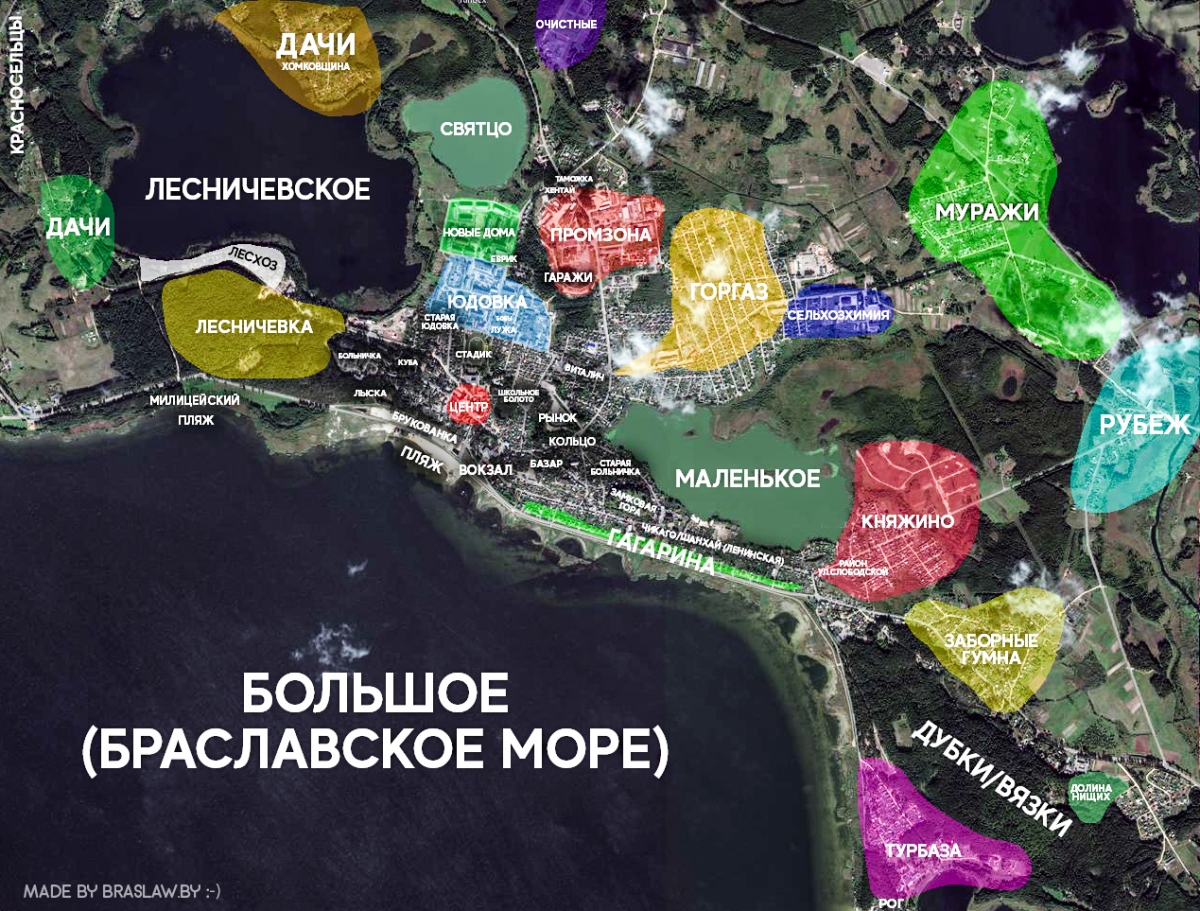 КРАСНОСЕЛЬЦЫ
ДАЧИ
ХОМКОВЩИНА
ОЧИСТНЫЕ
СВЯТЦО
ЛЕСНИЧЕВСКОЕ
ТАМОЖКА
ХЕНТАЙ
ДАЧИ
НОВЫЕ ДОМА
ПРОМЗОНА
МУРАЖИ
ЛЕСХОЗ
ЕВРИК
ГАРАЖИ
ГОРГАЗ
ЮДОВКА
ЛЕСНИЧЕВКА
СТАРАЯ
ЮДОВКА
ЛУЖА
СЕЛЬХОЗХИМИЯ
БОЛЬНИЧКА
КУБА
СТАДИК
ВИТАЛИЧ
МИЛИЦЕЙСКИЙ
ПЛЯЖ
ЛЫСКА
ЦЕНТР
ШКОЛЬНОЕ
БОЛОТО
РЫНОК
РУБЕЖ
БРУКОВАНКА
КОЛЬЦО
ПЛЯЖ
ВОКЗАЛ
БАЗАР
СТАРАЯ
БОЛЬНИЧКА
МАЛЕНЬКОЕ
ЗАМКОВАЯ
ГОРА
КНЯЖИНО
ЧИКАГО/ШАНХАЙ (ЛЕНИНСКАЯ)
ГАГАРИНА
РАЙОН
УЛ.СЛОБОДСКОЙ
ЗАБОРНЫЕ
ГУМНА
БОЛЬШОЕ
(БРАСЛАВСКОЕ МОРЕ)
ДУБКИ/ВЯЗКИ
ДОЛИНА
НИЩИХ
ТУРБАЗА
РОГ
MADE BY BRASLAW.BY :-)